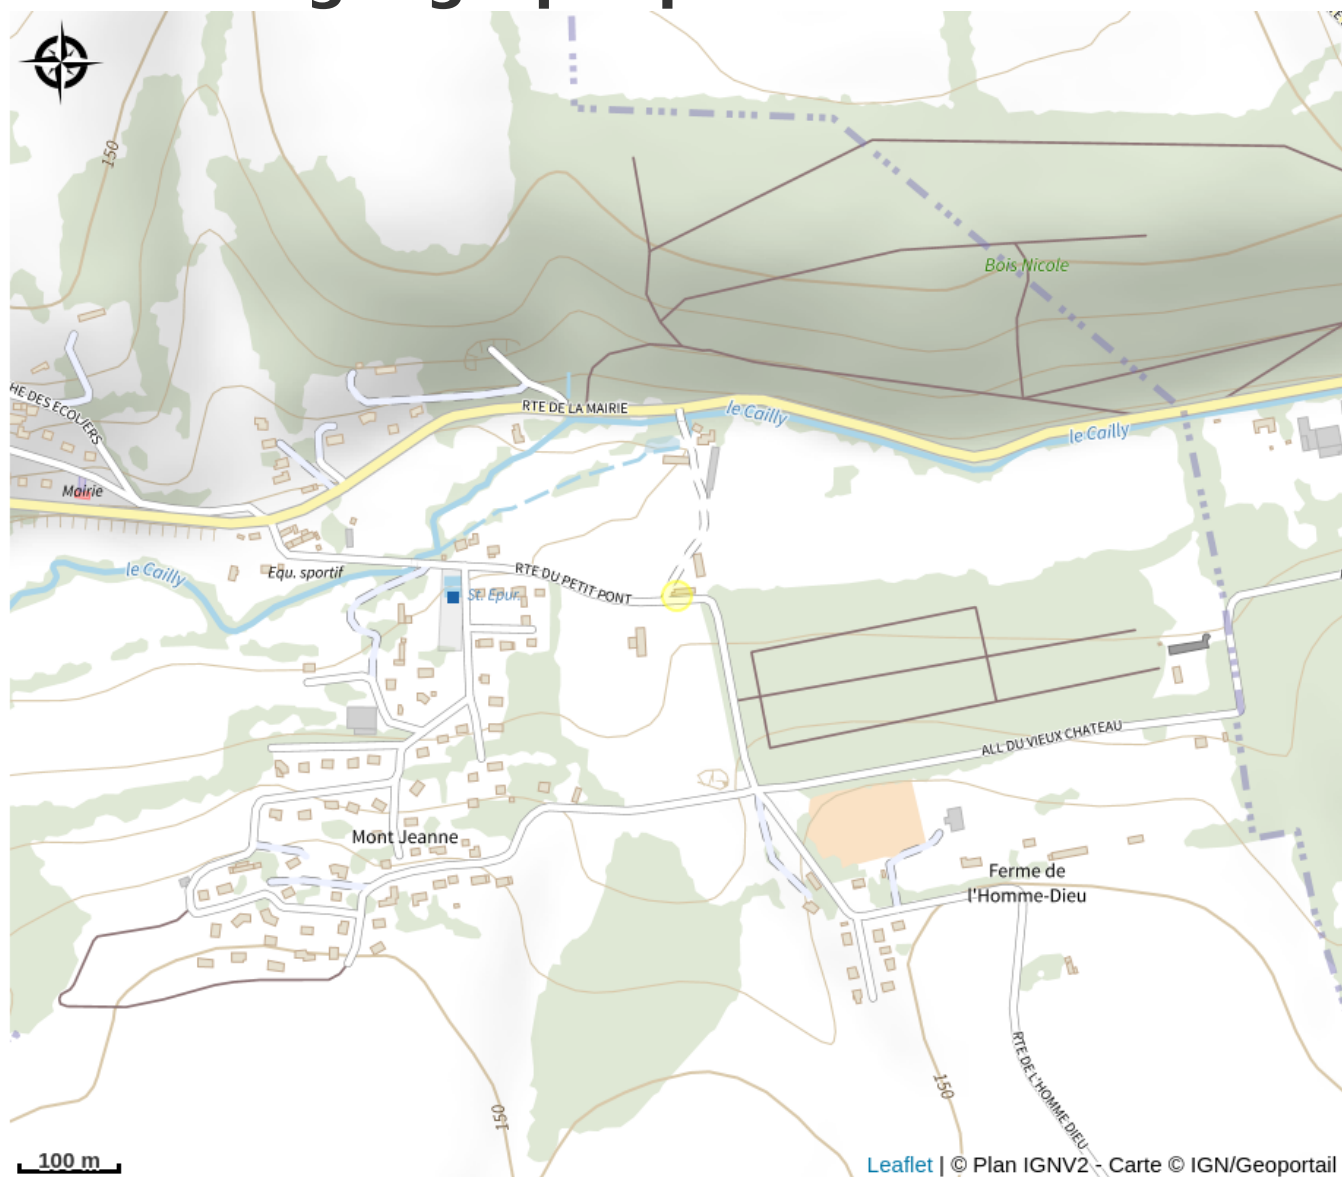 150
Bois Nicole
HE DES ECOLIERS
RTE DE LA MAIRIE
le Cailly
le Cailly
Mairie
le Cailly
Equ. sportif
St. Epur.
RTE DU PETIT PONT
ALL DU VIEUX CHATEAU
Mont Jeanne
Ferme de
l'Homme-Dieu
RTE DE L'HOMME DIEU
150
150
100 m
Leaflet | © Plan IGNV2 - Carte © IGN/Geoportail